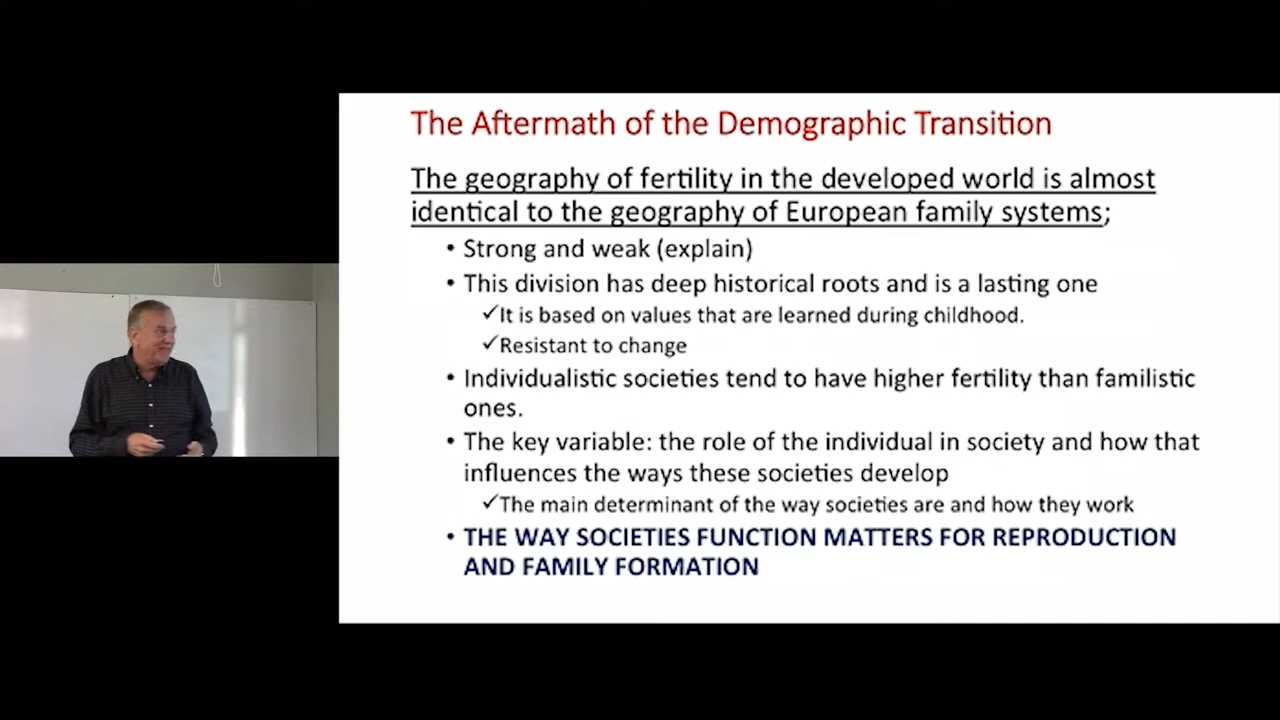 The Aftermath of the Demographic Transition
The geography of fertility in the developed world is almost
identical to the geography of European family systems;
• Strong and weak (explain)
• This division has deep historical roots and is a lasting one
✓It is based on values that are learned during childhood.
✓Resistant to change
• Individualistic societies tend to have higher fertility than familistic
ones.
• The key variable: the role of the individual in society and how that
influences the ways these societies develop
✓The main determinant of the way societies are and how they work
• THE WAY SOCIETIES FUNCTION MATTERS FOR REPRODUCTION
AND FAMILY FORMATION